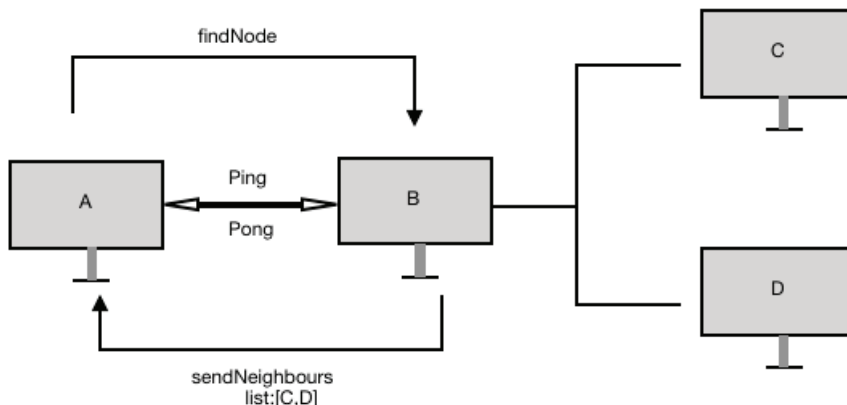 findNode
C
A
Ping
B
Pong
D
sendNeighbours
list:[C,D]